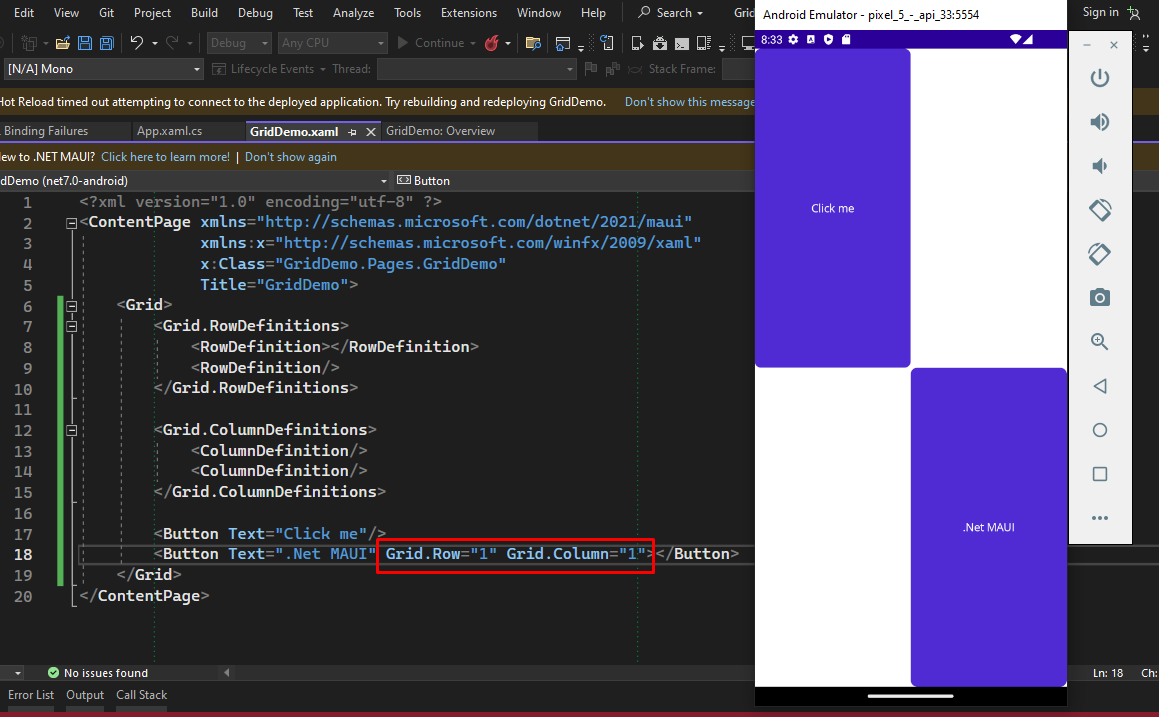 Edit View Git Project Build Debug Test Analyze Tools Extensions Window Help Search Grid
Android Emulator - pixel_5_-_api_33:5554
Sign in
Debug Any CPU Continue
8:33
[N/A] Mono Lifecycle Events Thread: Stack Frame:
Hot Reload timed out attempting to connect to the deployed application. Try rebuilding and redeploying GridDemo. Don't show this message
Binding Failures App.xaml.cs GridDemo.xaml GridDemo: Overview
ew to .NET MAUI? Click here to learn more! | Don't show again
dDemo (net7.0-android) Button
1 <?xml version="1.0" encoding="utf-8" ?>
2 <ContentPage xmlns="http://schemas.microsoft.com/dotnet/2021/maui"
3 xmlns:x="http://schemas.microsoft.com/winfx/2009/xaml"
4 x:Class="GridDemo.Pages.GridDemo"
5 Title="GridDemo">
6 <Grid>
7 <Grid.RowDefinitions>
8 <RowDefinition></RowDefinition>
9 <RowDefinition/>
10 </Grid.RowDefinitions>
11
12 <Grid.ColumnDefinitions>
13 <ColumnDefinition/>
14 <ColumnDefinition/>
15 </Grid.ColumnDefinitions>
16
17 <Button Text="Click me"/>
18 <Button Text=".Net MAUI" Grid.Row="1" Grid.Column="1"></Button>
19 </Grid>
20 </ContentPage>
Click me
.Net MAUI
No issues found
Ln: 18 Ch:
Error List Output Call Stack